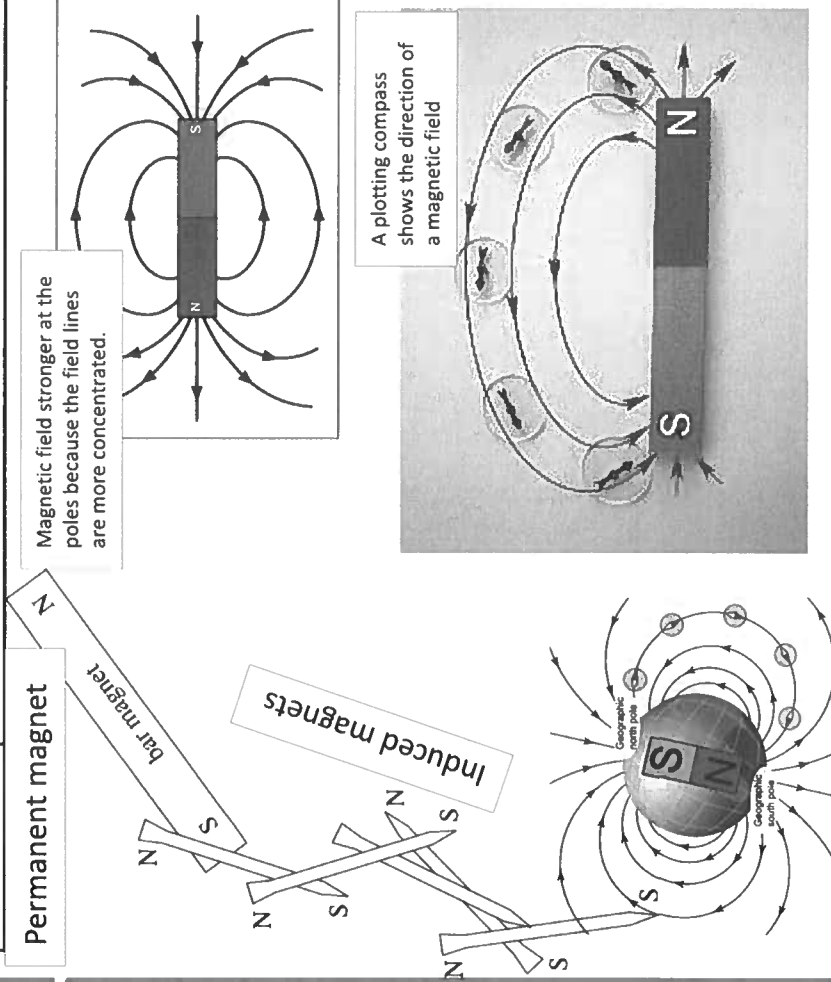 Permanent magnet
N
bar magnet
S
N
N
S
N
S
N
S
S
Induced magnets
Magnetic field stronger at the
poles because the field lines
are more concentrated.
N
S
A plotting compass
shows the direction of
a magnetic field
S
N
Geographic
north pole
S
N
Geographic
south pole